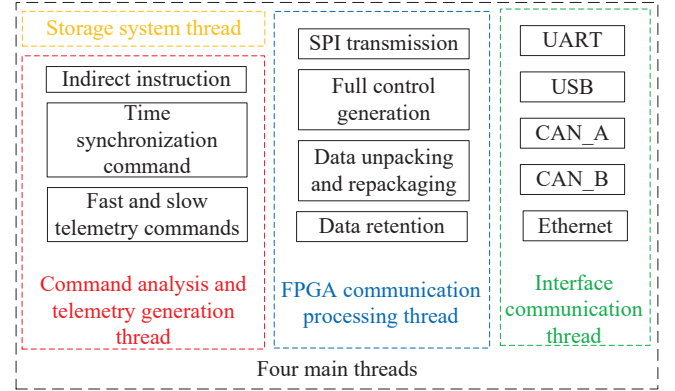 Storage system thread
Indirect instruction
Time
synchronization
command
Fast and slow
telemetry commands
Command analysis and
telemetry generation
thread
SPI transmission
Full control
generation
Data unpacking
and repackaging
Data retention
FPGA communication
processing thread
UART
USB
CAN_A
CAN_B
Ethernet
Interface
communication
thread
Four main threads